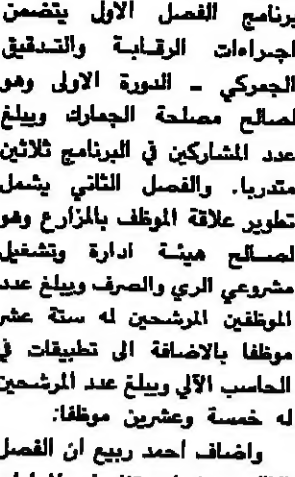 برنامج الفصل الاول يتضمن
اجراءات الرقابة والتدقيق
الجمركي - الدورة الاولى وهو
لصالح مصلحة الجمارك ويبلغ
عدد المشاركين في البرنامج ثلاثين
متدربا. والفصل الثاني يشمل
تطوير علاقة الموظف بالمزارع وهو
لصالح هيئة ادارة وتشغيل
مشروعي الري والصرف ويبلغ عدد
الموظفين المرشحين له ستة عشر
موظفا بالاضافة الى تطبيقات في
الحاسب الآلي ويبلغ عدد المرشحين
له خمسة وعشرين موظفا:
واضاف احمد ربيع ان الفصل